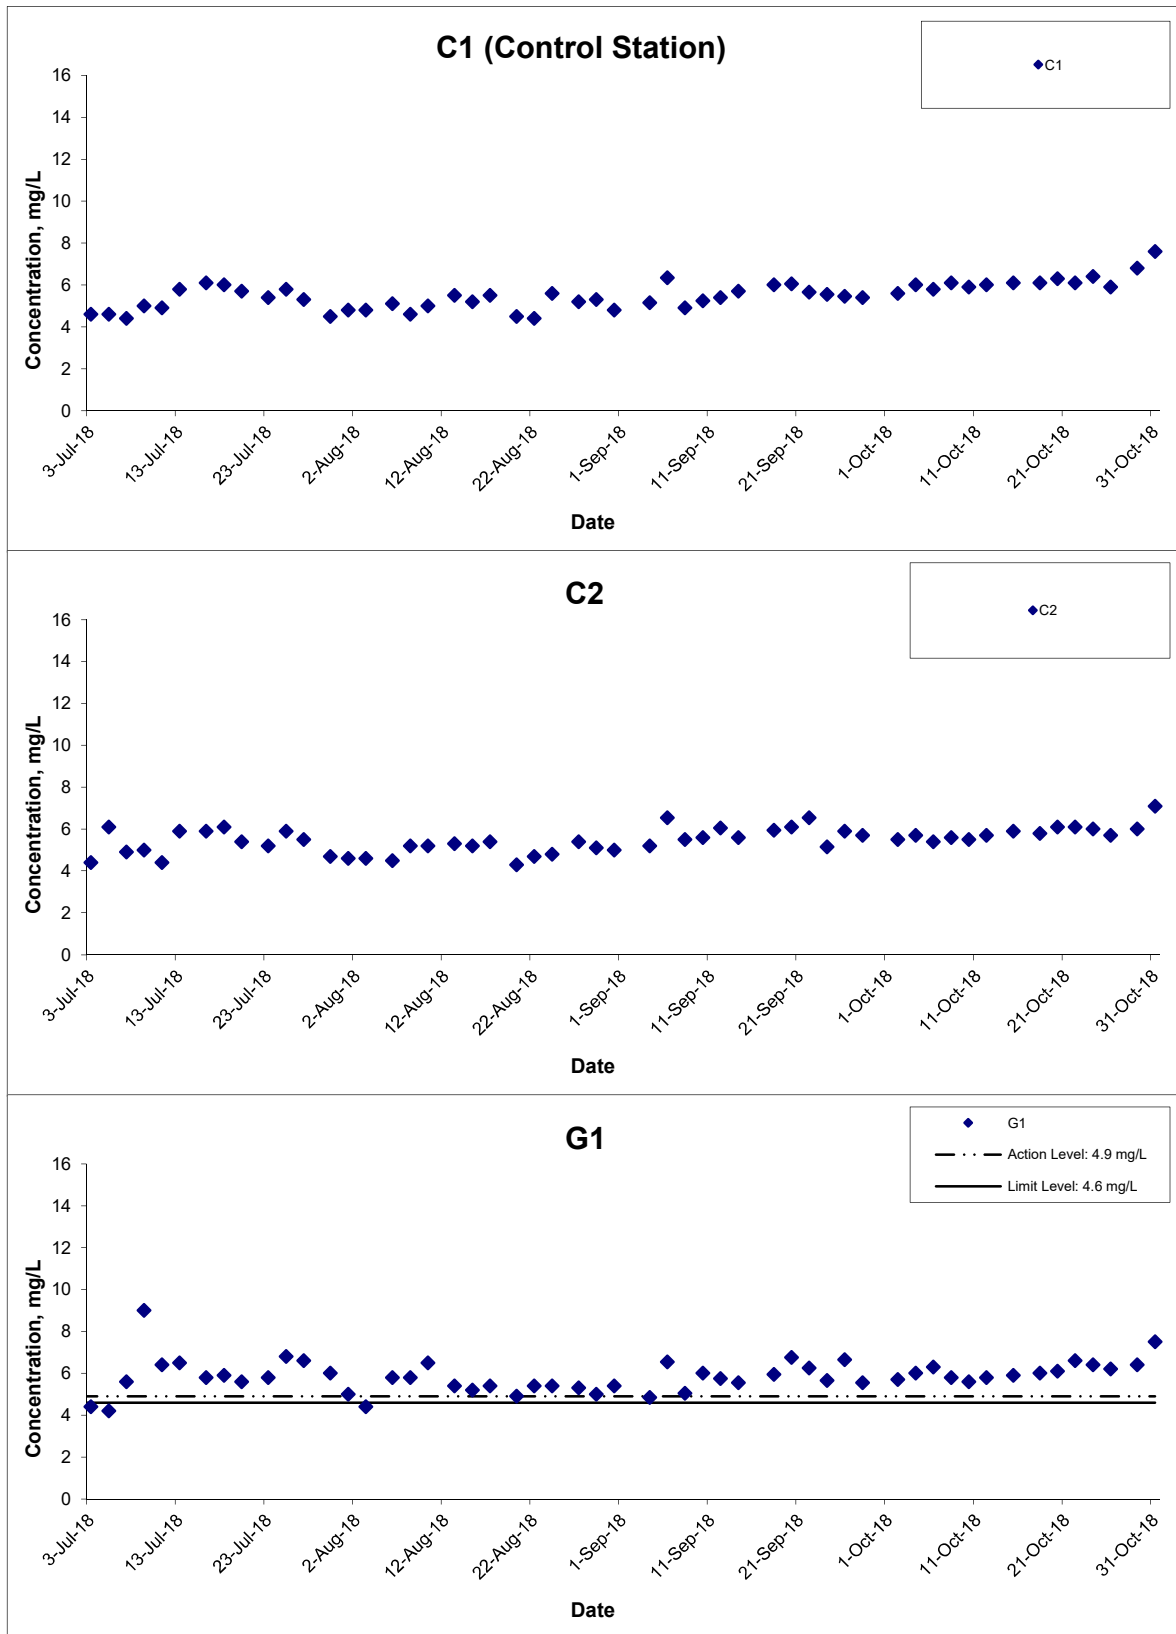 C1 (Control Station)
C1
Concentration, mg/L
16
14
12
10
8
6
4
2
0
3-Jul-18
13-Jul-18
23-Jul-18
2-Aug-18
12-Aug-18
22-Aug-18
1-Sep-18
11-Sep-18
21-Sep-18
1-Oct-18
11-Oct-18
21-Oct-18
31-Oct-18
Date
C2
C2
Concentration, mg/L
16
14
12
10
8
6
4
2
0
3-Jul-18
13-Jul-18
23-Jul-18
2-Aug-18
12-Aug-18
22-Aug-18
1-Sep-18
11-Sep-18
21-Sep-18
1-Oct-18
11-Oct-18
21-Oct-18
31-Oct-18
Date
G1
G1
Action Level: 4.9 mg/L
Limit Level: 4.6 mg/L
Concentration, mg/L
16
14
12
10
8
6
4
2
0
3-Jul-18
13-Jul-18
23-Jul-18
2-Aug-18
12-Aug-18
22-Aug-18
1-Sep-18
11-Sep-18
21-Sep-18
1-Oct-18
11-Oct-18
21-Oct-18
31-Oct-18
Date